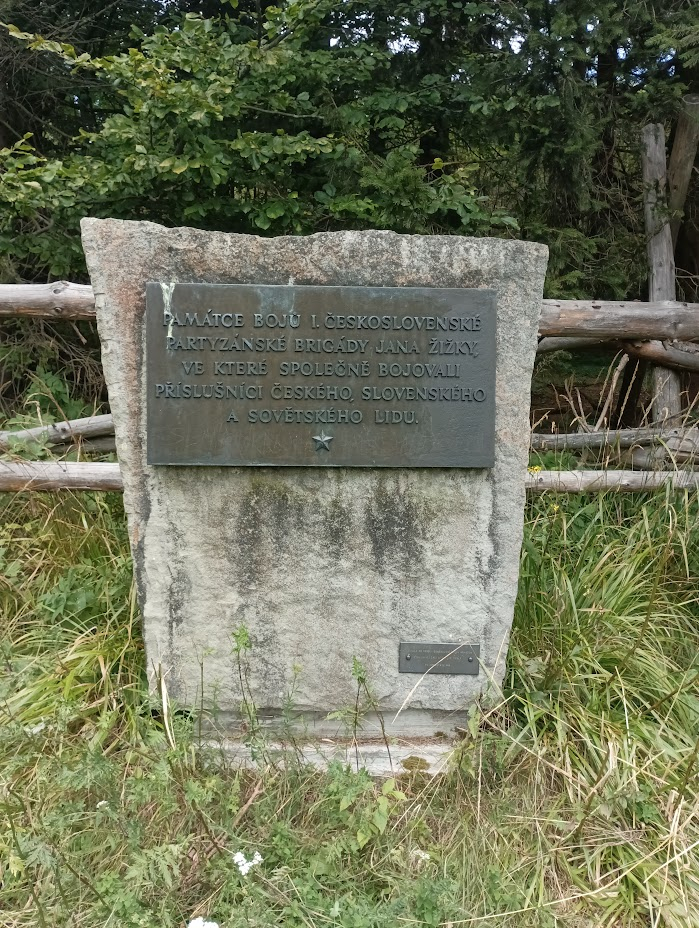 PAMÁTCE BOJŮ I. ČESKOSLOVENSKÉ
PARTYZÁNSKÉ BRIGÁDY JANA ŽIŽKY,
VE KTERÉ SPOLEČNĚ BOJOVALI
PŘÍSLUŠNÍCI ČESKÉHO, SLOVENSKÉHO
A SOVĚTSKÉHO LIDU.